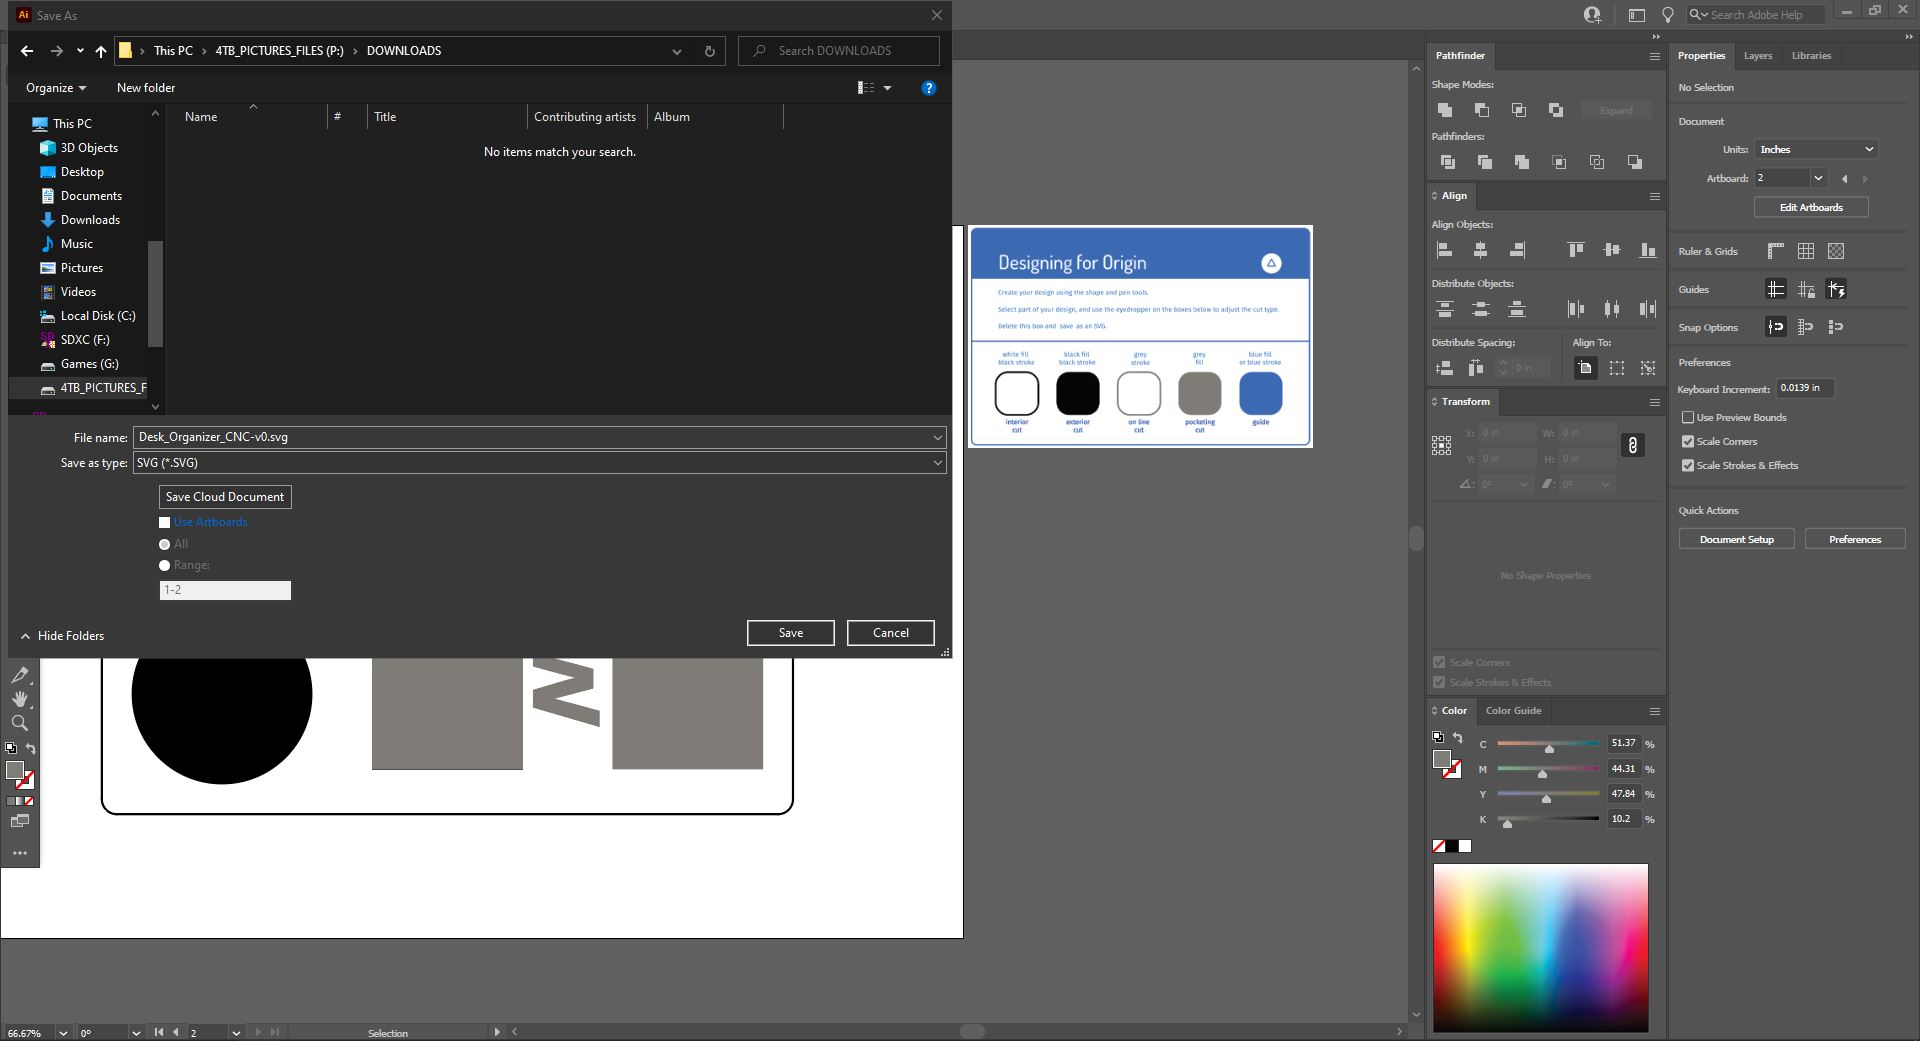 Ai Save As
Search Adobe Help
This PC > 4TB_PICTURES_FILES (P:) > DOWNLOADS
Search DOWNLOADS
Organize
New folder
?
Name
#
Title
Contributing artists
Album
No items match your search.
This PC
3D Objects
Desktop
Documents
Downloads
Music
Pictures
Videos
Local Disk (C:)
SDXC (F:)
Games (G:)
4TB_PICTURES_F
File name: Desk_Organizer_CNC-v0.svg
Save as type: SVG (*.SVG)
Save Cloud Document
Use Artboards
All
Range:
1-2
Hide Folders
Save
Cancel
W
Designing for Origin
Create your design using the shape and pen tools.
Select part of your design, and use the eyedropper on the boxes below to adjust the cut type.
Delete this box and save as an SVG.
white fill
black stroke
black fill
black stroke
grey
stroke
grey
fill
blue fill
or blue stroke
interior
cut
exterior
cut
on line
cut
pocketing
cut
guide
Pathfinder
Shape Modes:
Expand
Pathfinders:
Align
Align Objects:
Distribute Objects:
Distribute Spacing:
Align To:
0 in
Transform
X: 0 in
W: 0 in
Y: 0 in
H: 0 in
0°
0°
No Shape Properties
Scale Corners
Scale Strokes & Effects
Color
Color Guide
C 51.37 %
M 44.31 %
Y 47.84 %
K 10.2 %
Properties
Layers
Libraries
No Selection
Document
Units: Inches
Artboard: 2
Edit Artboards
Ruler & Grids
Guides
Snap Options
Preferences
Keyboard Increment: 0.0139 in
Use Preview Bounds
Scale Corners
Scale Strokes & Effects
Quick Actions
Document Setup
Preferences
66.67%
0°
2
Selection